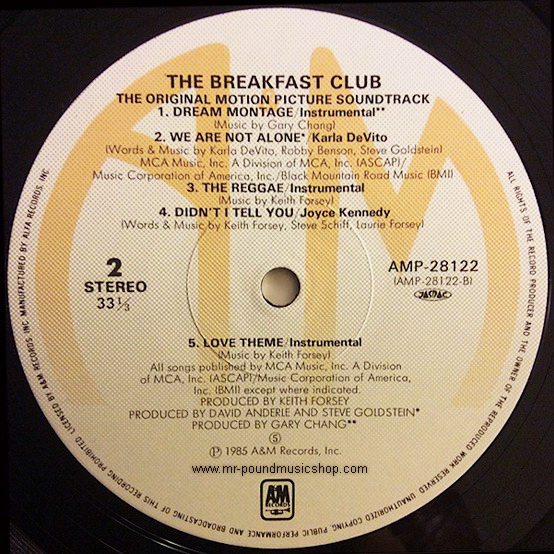 THE BREAKFAST CLUB
THE ORIGINAL MOTION PICTURE SOUNDTRACK
1. DREAM MONTAGE/Instrumental**
(Music by Gary Chang)
2. WE ARE NOT ALONE*/Karla DeVito
(Words & Music by Karla DeVito, Robby Benson, Steve Goldstein)
MCA Music, Inc. A Division of MCA, Inc. (ASCAP)/
Music Corporation of America, Inc./Black Mountain Road Music (BMI)
3. THE REGGAE/Instrumental
(Music by Keith Forsey)
4. DIDN'T I TELL YOU/Joyce Kennedy
(Words & Music by Keith Forsey, Steve Schiff, Laurie Forsey)
2
STEREO
33 1/3
AMP-28122
(AMP-28122-B)
JASRAC
5. LOVE THEME/Instrumental
(Music by Keith Forsey)
All songs published by MCA Music, Inc. A Division
of MCA, Inc. (ASCAP)/Music Corporation of America,
Inc. (BMI) except where indicated.
PRODUCED BY KEITH FORSEY
PRODUCED BY DAVID ANDERLE AND STEVE GOLDSTEIN*
PRODUCED BY GARY CHANG**
Ⓢ
℗ 1985 A&M Records, Inc.
www.mr-poundmusicshop.com
A&M
RECORDS
ALL RIGHTS OF THE RECORD PRODUCER AND THE OWNER OF THE REPRODUCED WORK RESERVED. UNAUTHORIZED COPYING, PUBLIC PERFORMANCE AND BROADCASTING OF THIS RECORD PROHIBITED. LICENSED BY A&M RECORDS, INC. MANUFACTURED BY ALFA RECORDS, INC.